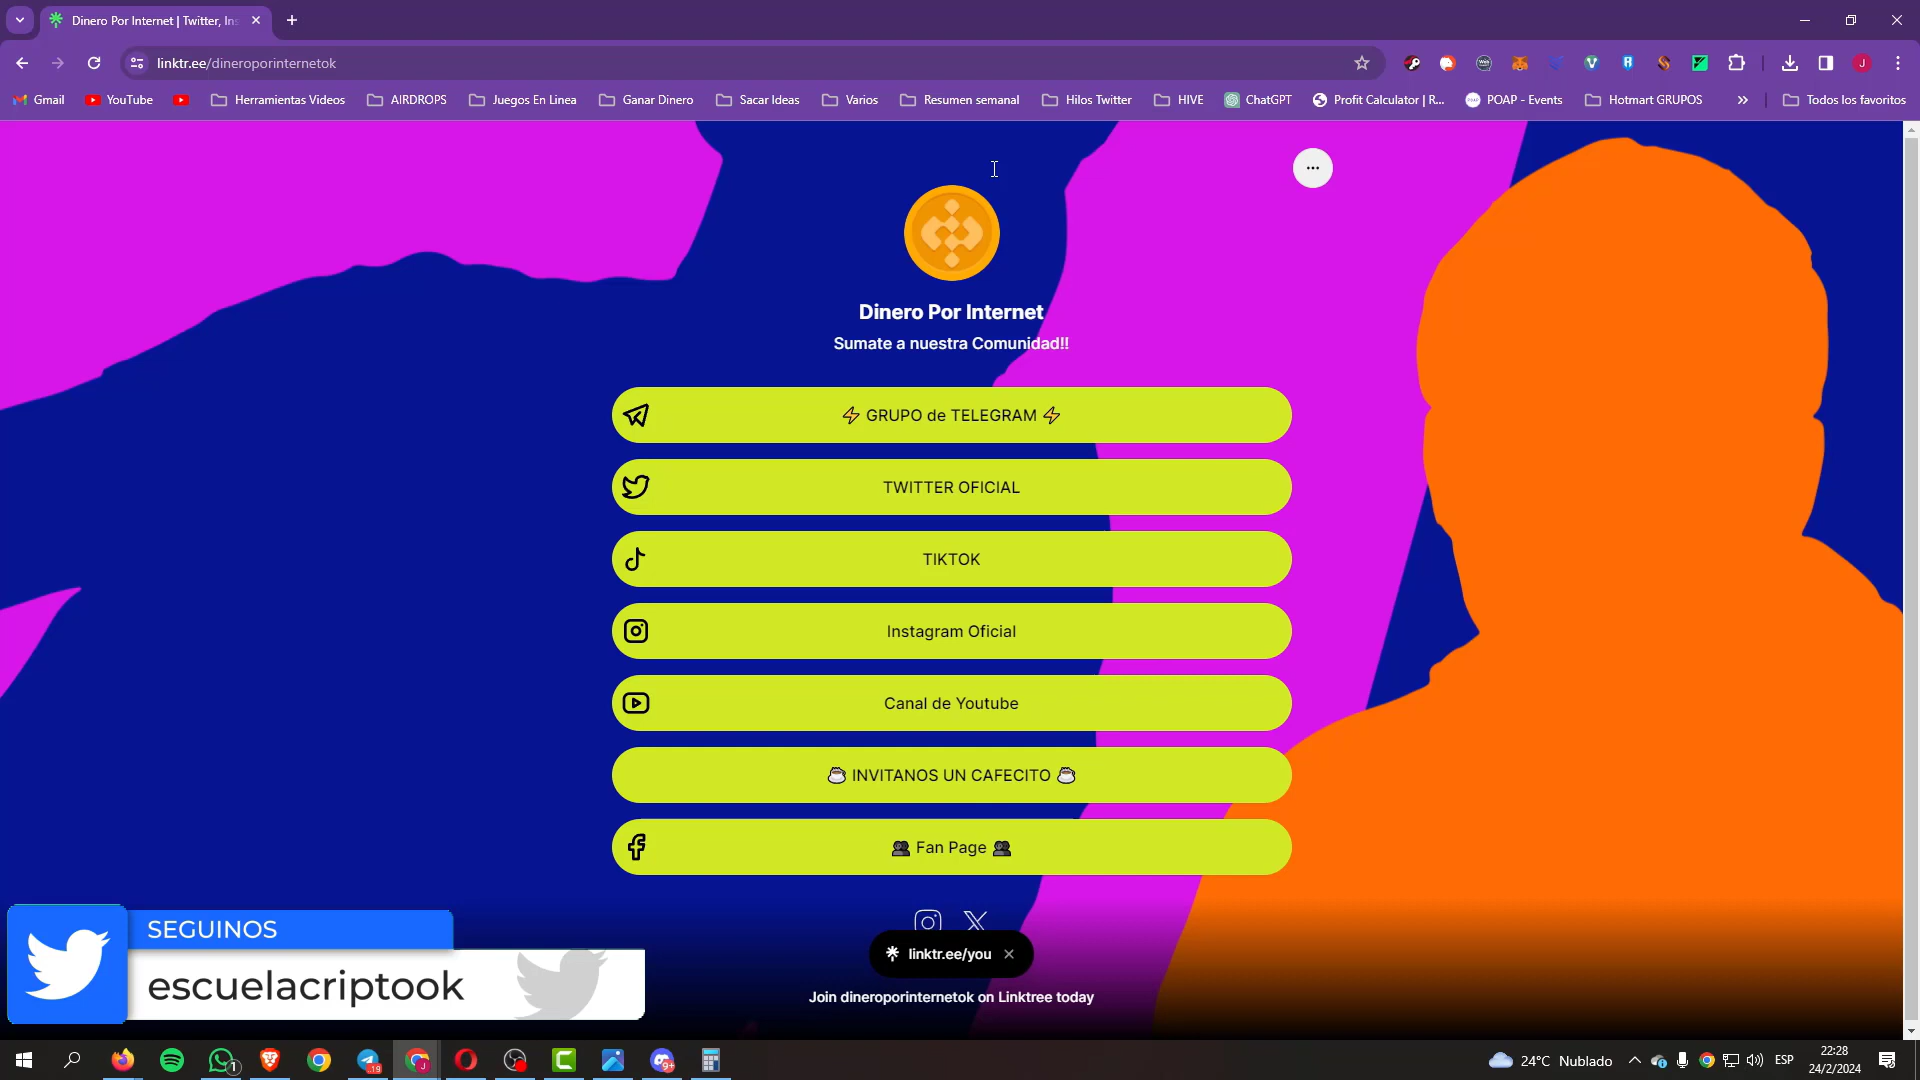 Dinero Por Internet | Twitter, Ins
linktr.ee/dineroporinternetok
Gmail
YouTube
Herramientas Videos
AIRDROPS
Juegos En Linea
Ganar Dinero
Sacar Ideas
Varios
Resumen semanal
Hilos Twitter
HIVE
ChatGPT
Profit Calculator | R...
POAP - Events
Hotmart GRUPOS
Todos los favoritos
Dinero Por Internet
Sumate a nuestra Comunidad!!
⚡ GRUPO de TELEGRAM ⚡
TWITTER OFICIAL
TIKTOK
Instagram Oficial
Canal de Youtube
☕ INVITANOS UN CAFECITO ☕
👥 Fan Page 👥
linktr.ee/you
Join dineroporinternetok on Linktree today
SEGUINOS
escuelacriptook
24°C Nublado
ESP
22:28
24/2/2024